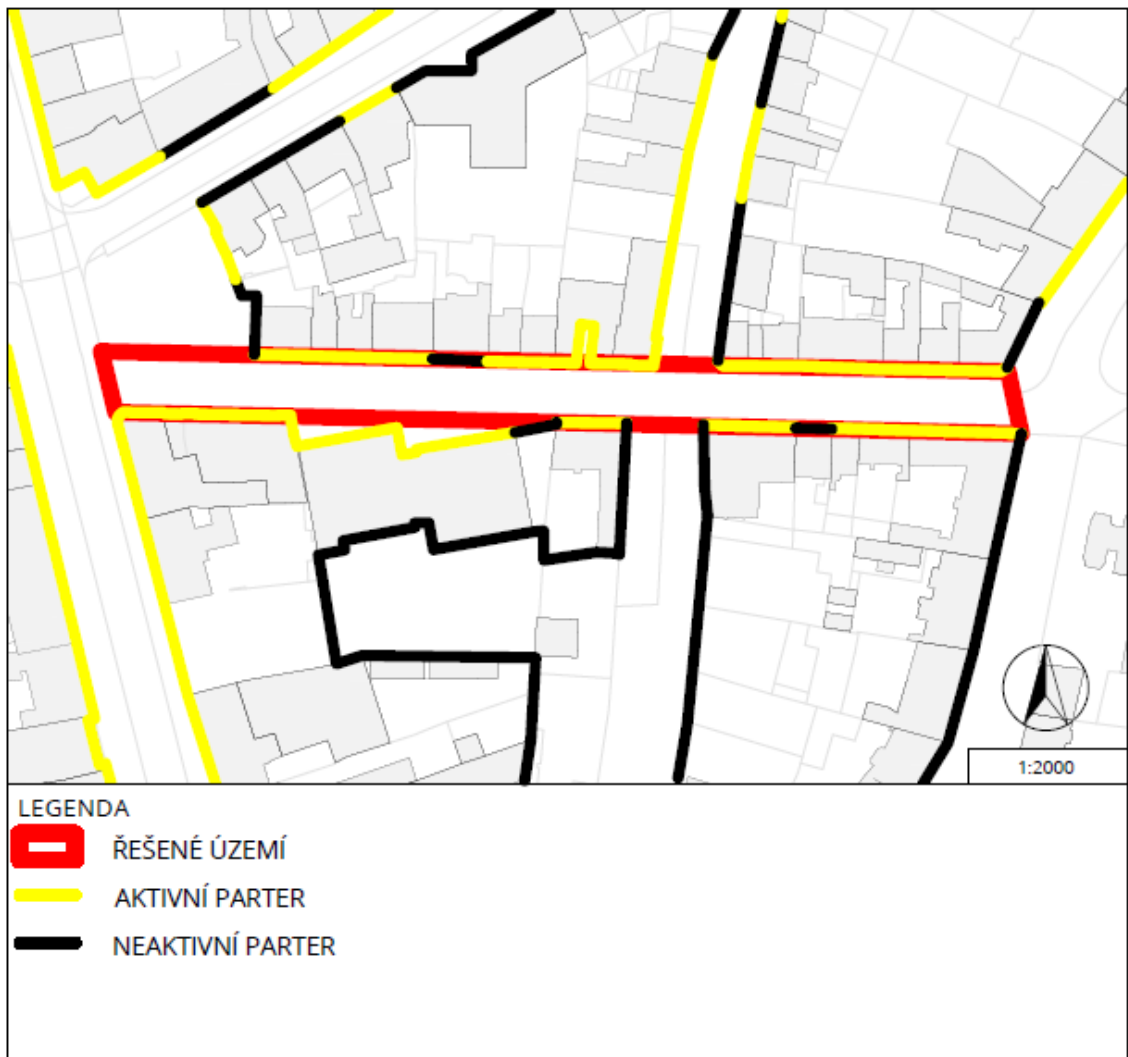 1:2000
LEGENDA
ŘEŠENÉ ÚZEMÍ
AKTIVNÍ PARTER
NEAKTIVNÍ PARTER